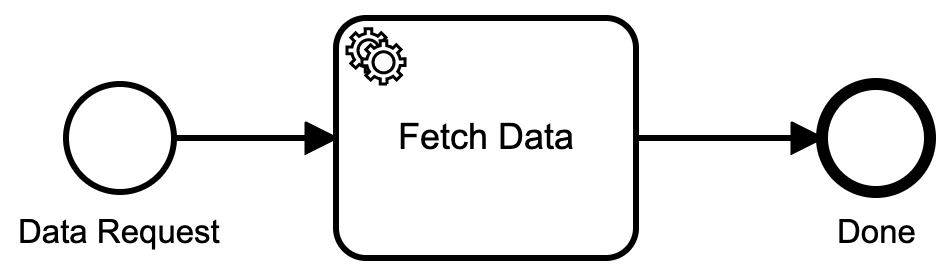 Fetch Data
Data Request
Done